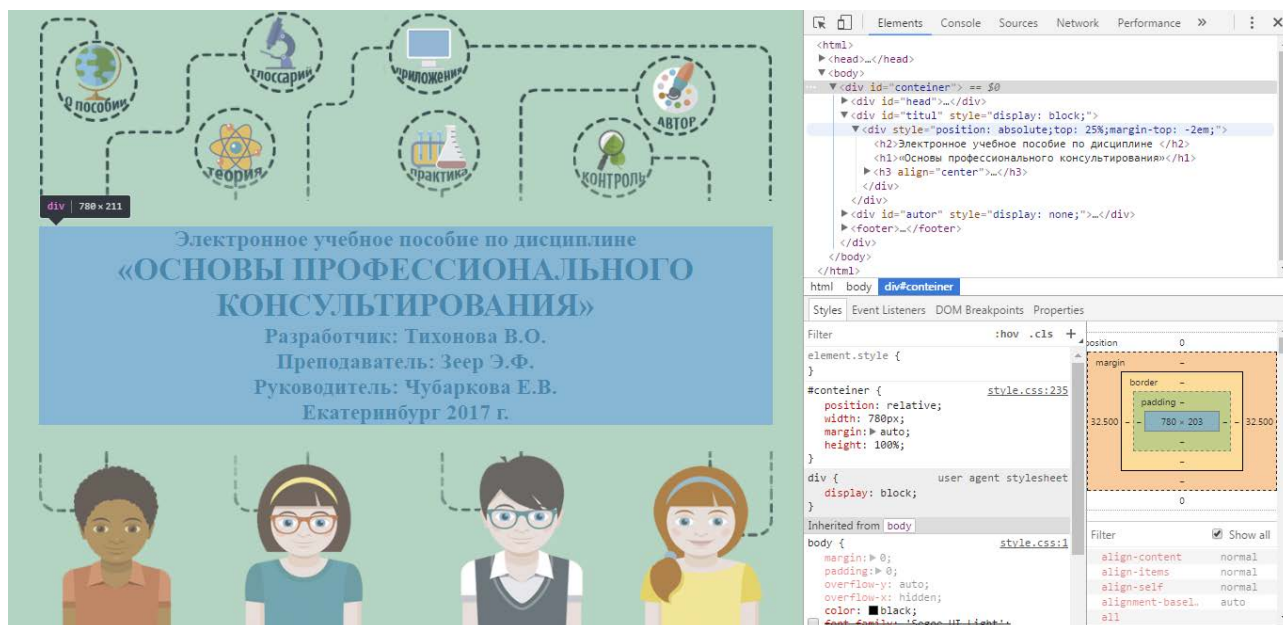 О пособии
ГЛОССАРИЙ
ПРИЛОЖЕНИЯ
АВТОР
ТЕОРИЯ
ПРАКТИКА
КОНТРОЛЬ
div | 780 × 211
Электронное учебное пособие по дисциплине
«ОСНОВЫ ПРОФЕССИОНАЛЬНОГО
КОНСУЛЬТИРОВАНИЯ»
Разработчик: Тихонова В.О.
Преподаватель: Зеер Э.Ф.
Руководитель: Чубаркова Е.В.
Екатеринбург 2017 г.
Elements Console Sources Network Performance »
<html>
▶<head>…</head>
▼<body>
▼<div id="conteiner"> == $0
▶<div id="head">…</div>
▼<div id="titul" style="display: block;">
▼<div style="position: absolute;top: 25%;margin-top: -2em;">
<h2>Электронное учебное пособие по дисциплине </h2>
<h1>«Основы профессионального консультирования»</h1>
▶<h3 align="center">…</h3>
</div>
</div>
▶<div id="autor" style="display: none;">…</div>
▶<footer>…</footer>
</div>
</body>
</html>
html body div#conteiner
Styles Event Listeners DOM Breakpoints Properties
Filter :hov .cls +
element.style {
}
#conteiner { style.css:235
position: relative;
width: 780px;
margin:▶ auto;
height: 100%;
}
div { user agent stylesheet
display: block;
}
Inherited from body
body { style.css:1
margin:▶ 0;
padding:▶ 0;
overflow-y: auto;
overflow-x: hidden;
color: black;
font-family: 'Segoe UI Light';
position 0
margin –
border –
padding –
32.500 – – 780 × 203 – – 32.500
–
–
–
0
Filter Show all
align-content normal
align-items normal
align-self normal
alignment-basel… auto
all